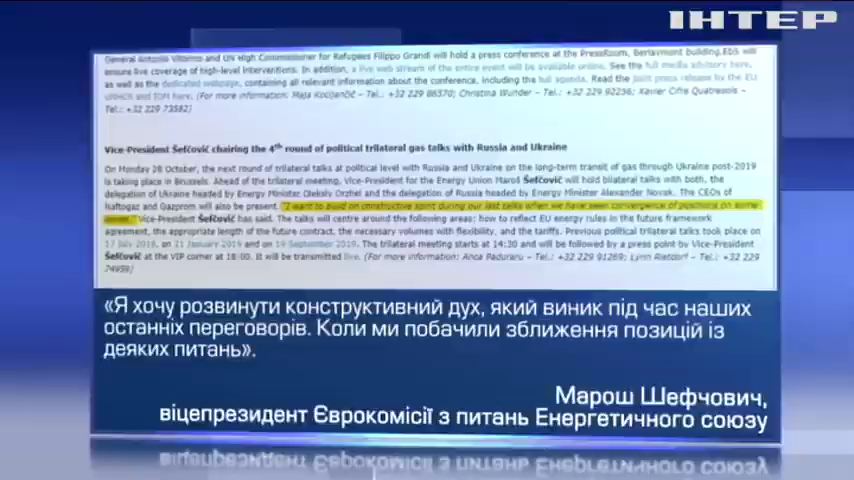 ІНТЕР
General Antonio Vitorino and UN High Commissioner for Refugees Filippo Grandi will hold a press conference at the PressRoom, Berlaymont building. EbS will
ensure live coverage of high-level interventions. In addition, a live web stream of the entire event will be available online. See the full media advisory here,
as well as the dedicated webpage, containing all relevant information about the conference, including the full agenda. Read the joint press release by the EU,
UNHCR and IOM here. (For more information: Maja Kocijančič – Tel.: +32 229 86570; Christina Wunder – Tel.: +32 229 92256; Xavier Cifre Quatresols –
Tel.: +32 229 73582)
Vice-President Šefčovič chairing the 4th round of political trilateral gas talks with Russia and Ukraine
On Monday 28 October, the next round of trilateral talks at political level with Russia and Ukraine on the long-term transit of gas through Ukraine post-2019
is taking place in Brussels. Ahead of the trilateral meeting, Vice-President for the Energy Union Maroš Šefčovič will hold bilateral talks with both, the
delegation of Ukraine headed by Energy Minister Oleksiy Orzhel and the delegation of Russia headed by Energy Minister Alexander Novak. The CEOs of
Naftogaz and Gazprom will also be present. "I want to build on constructive spirit during our last talks when we have seen convergence of positions on some
Vice-President Šefčovič has said. The talks will centre around the following areas: how to reflect EU energy rules in the future framework
agreement, the appropriate length of the future contract, the necessary volumes with flexibility, and the tariffs. Previous political trilateral talks took place on
17 July 2018, on 21 January 2019 and on 19 September 2019. The trilateral meeting starts at 14:30 and will be followed by a press point by Vice-President
Šefčovič at the VIP corner at 18:00. It will be transmitted live. (For more information: Anca Paduraru – Tel.: +32 229 91269; Lynn Rietdorf – Tel.: +32 229
74959)
«Я хочу розвинути конструктивний дух, який виник під час наших
останніх переговорів. Коли ми побачили зближення позицій із
деяких питань».
Марош Шефчович,
віцепрезидент Єврокомісії з питань Енергетичного союзу